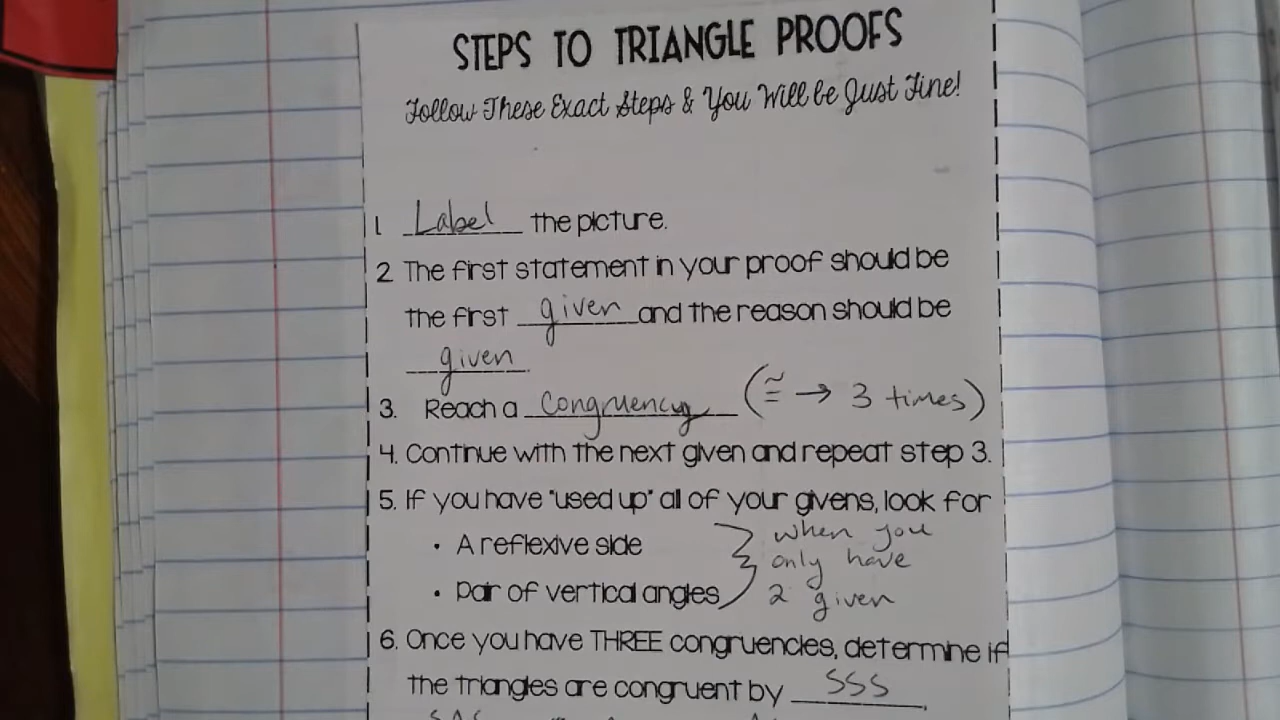 STEPS TO TRIANGLE PROOFS
Follow These Exact Steps & You Will be Just Fine!
1 Label the picture.
2 The first statement in your proof should be
the first given and the reason should be
given.
3. Reach a congruency (≅ → 3 times)
4. Continue with the next given and repeat step 3.
5. If you have "used up" all of your givens, look for
• A reflexive side
• Pair of vertical angles
when you
only have
2 given
6. Once you have THREE congruencies, determine if
the triangles are congruent by SSS,